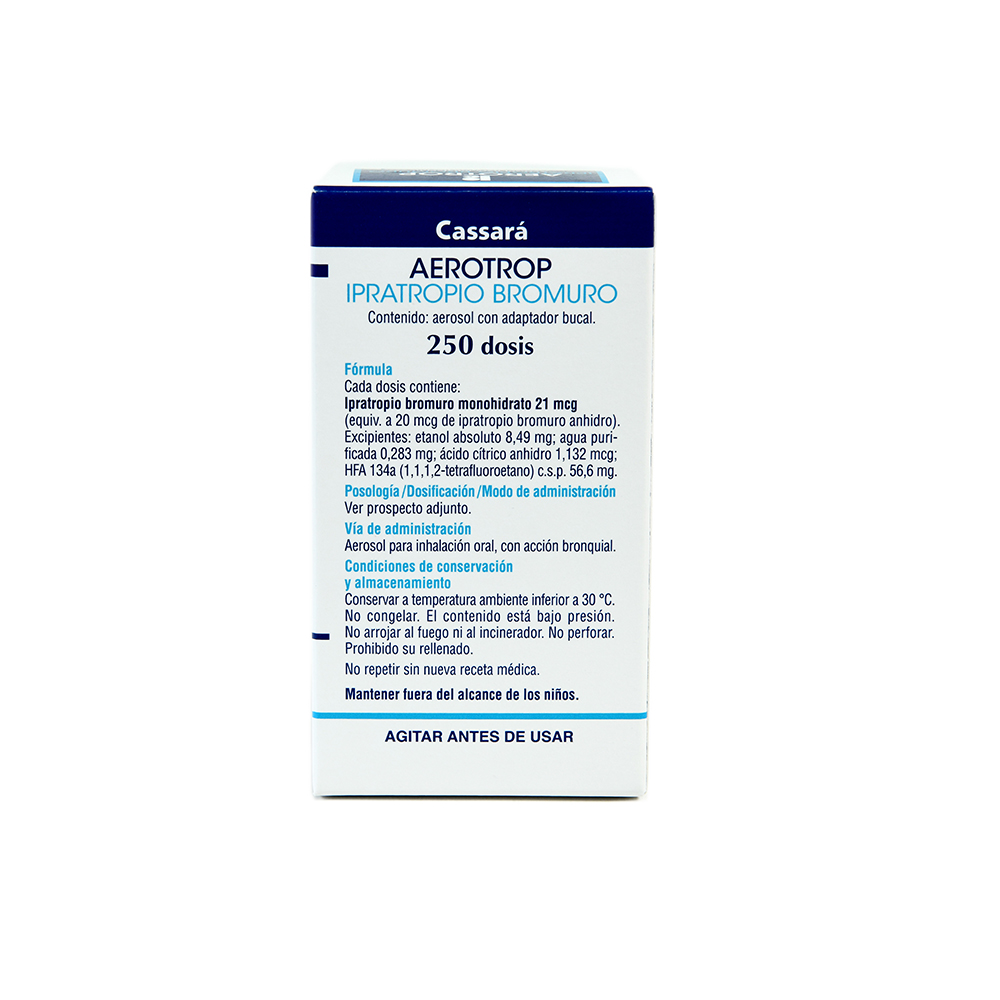 AEROTROP
Cassará
AEROTROP
IPRATROPIO BROMURO
Contenido: aerosol con adaptador bucal.
250 dosis
Fórmula
Cada dosis contiene:
Ipratropio bromuro monohidrato 21 mcg
(equiv. a 20 mcg de ipratropio bromuro anhidro).
Excipientes: etanol absoluto 8,49 mg; agua puri-
ficada 0,283 mg; ácido cítrico anhidro 1,132 mcg;
HFA 134a (1,1,1,2-tetrafluoroetano) c.s.p. 56,6 mg.
Posología/Dosificación/Modo de administración
Ver prospecto adjunto.
Vía de administración
Aerosol para inhalación oral, con acción bronquial.
Condiciones de conservación
y almacenamiento
Conservar a temperatura ambiente inferior a 30 °C.
No congelar. El contenido está bajo presión.
No arrojar al fuego ni al incinerador. No perforar.
Prohibido su rellenado.
No repetir sin nueva receta médica.
Mantener fuera del alcance de los niños.
AGITAR ANTES DE USAR